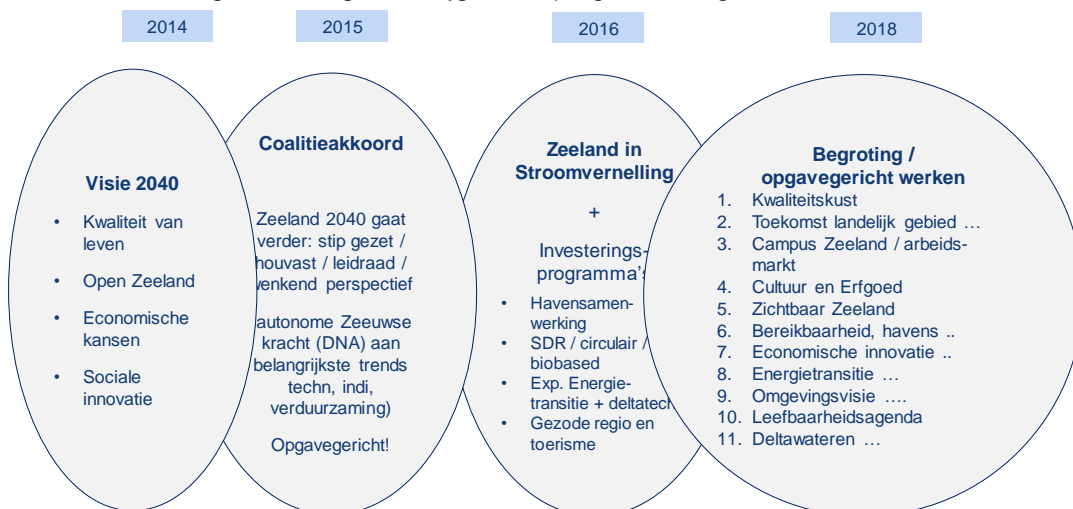 2014
2015
2016
2018
Visie 2040
• Kwaliteit van
leven
• Open Zeeland
• Economische
kansen
• Sociale
innovatie
Coalitieakkoord
Zeeland 2040 gaat
verder: stip gezet /
houvast / leidraad /
wenkend perspectief
autonome Zeeuwse
kracht (DNA) aan
belangrijkste trends
techn, indi,
verduurzaming)
Opgavegericht!
Zeeland in
Stroomvernelling
+
Investerings-
programma's
• Havensamen-
werking
• SDR / circulair /
biobased
• Exp. Energie-
transitie + deltatech
• Gezode regio en
toerisme
Begroting /
opgavegericht werken
1. Kwaliteitskust
2. Toekomst landelijk gebied …
3. Campus Zeeland / arbeids-
markt
4. Cultuur en Erfgoed
5. Zichtbaar Zeeland
6. Bereikbaarheid, havens ..
7. Economische innovatie ..
8. Energietransitie …
9. Omgevingsvisie ….
10. Leefbaarheidsagenda
11. Deltawateren …